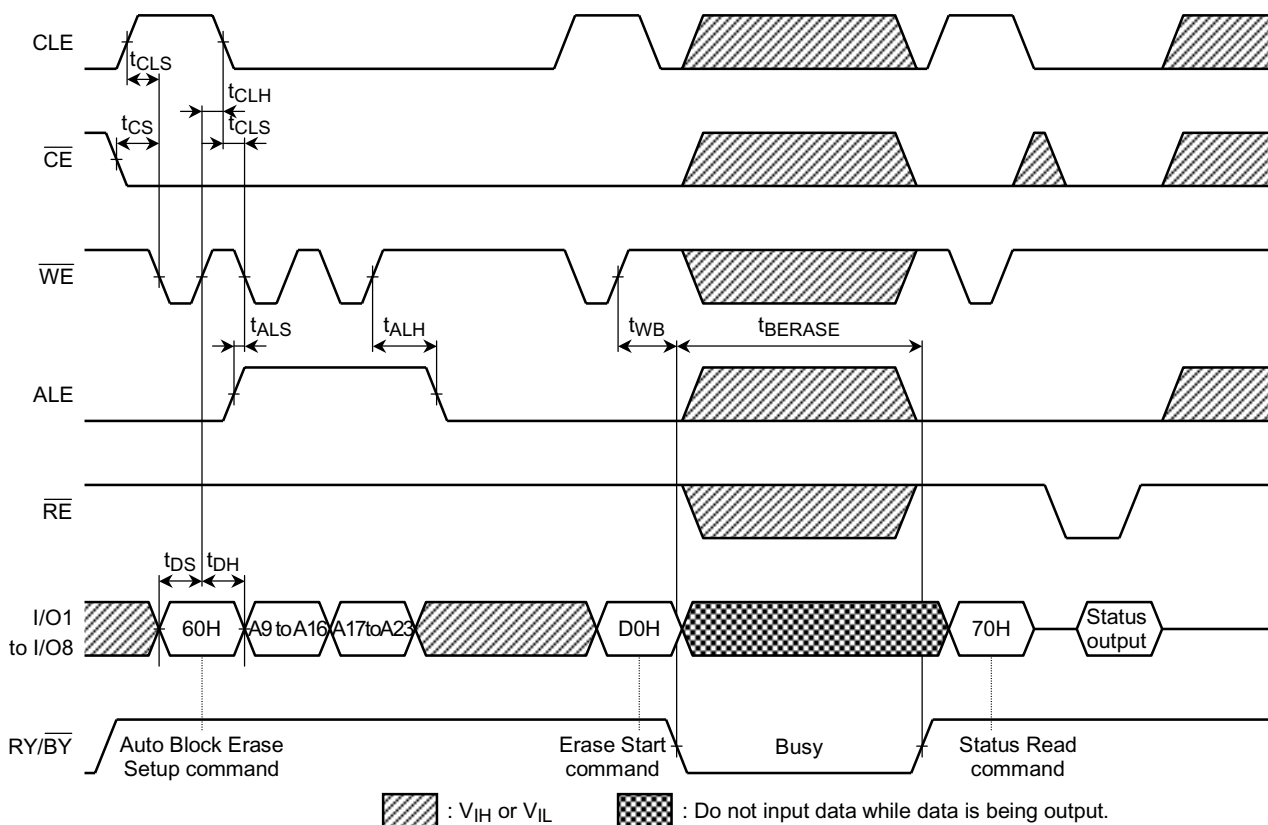 CLE
tCLS
tCLH
tCS
tCLS
CE
WE
tALS
tALH
tWB
tBERASE
ALE
RE
tDS
tDH
I/O1
to I/O8
60H
A9 to A16
A17 to A23
D0H
70H
Status
output
RY/BY
Auto Block Erase
Setup command
Erase Start
command
Busy
Status Read
command
: VIH or VIL
: Do not input data while data is being output.